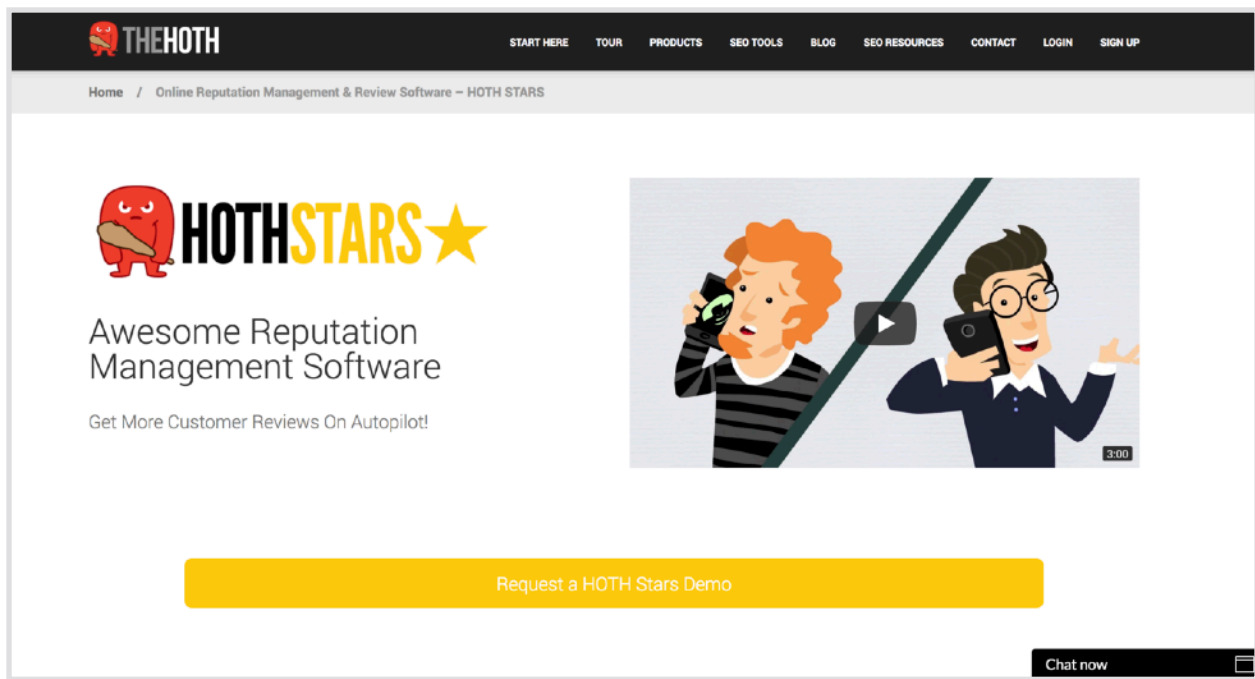 THEHOTH
START HERE TOUR PRODUCTS SEO TOOLS BLOG SEO RESOURCES CONTACT LOGIN SIGN UP
Home / Online Reputation Management & Review Software – HOTH STARS
HOTHSTARS
Awesome Reputation
Management Software
Get More Customer Reviews On Autopilot!
3:00
Request a HOTH Stars Demo
Chat now